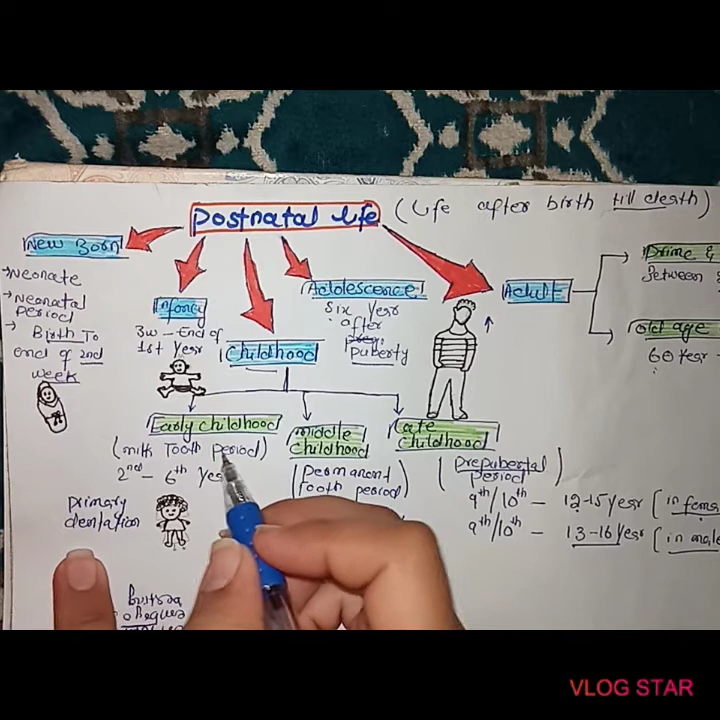 Postnatal life (Life after birth till death)
New Born
→ Neonate
→ Neonatal
Period
→ Birth To
End of 2nd
week
Infancy
3w - End of
1st Year
Childhood
Adolescence
Six Year
after
puberty
Adult
Prime &
Between
old age
60 Year -
Early childhood
(milk Tooth Period)
2nd - 6th Yea
Primary
dentation
middle
childhood
(Permanant
Tooth period)
Late
childhood
(Prepubertal
Period)
9th/10th - 12-15 year [in fema
9th/10th - 13-16 Year [in male
VLOG STAR